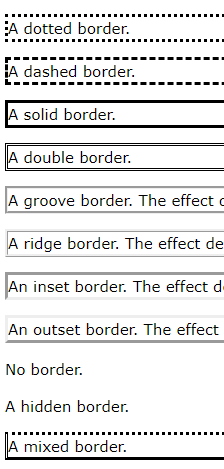 A dotted border.
A dashed border.
A solid border.
A double border.
A groove border. The effect
A ridge border. The effect de
An inset border. The effect d
An outset border. The effect
No border.
A hidden border.
A mixed border.